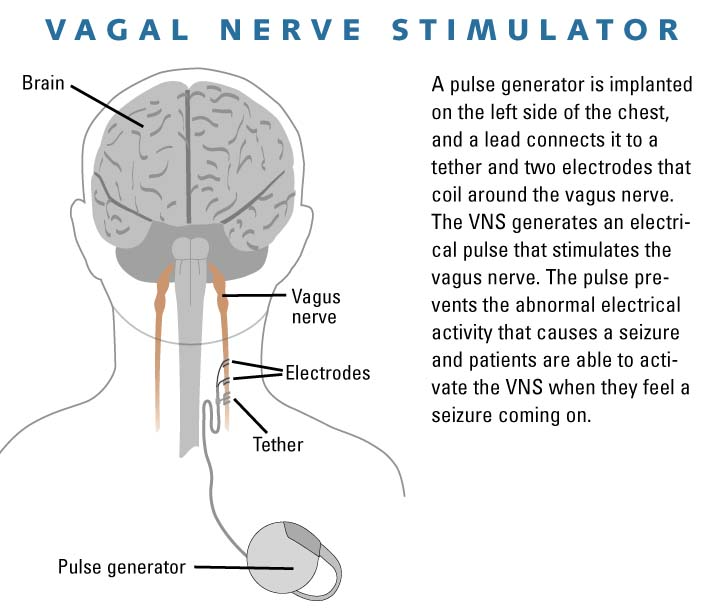 VAGAL NERVE STIMULATOR
Brain
Vagus
nerve
Electrodes
Tether
Pulse generator
A pulse generator is implanted
on the left side of the chest,
and a lead connects it to a
tether and two electrodes that
coil around the vagus nerve.
The VNS generates an electri-
cal pulse that stimulates the
vagus nerve. The pulse pre-
vents the abnormal electrical
activity that causes a seizure
and patients are able to acti-
vate the VNS when they feel a
seizure coming on.